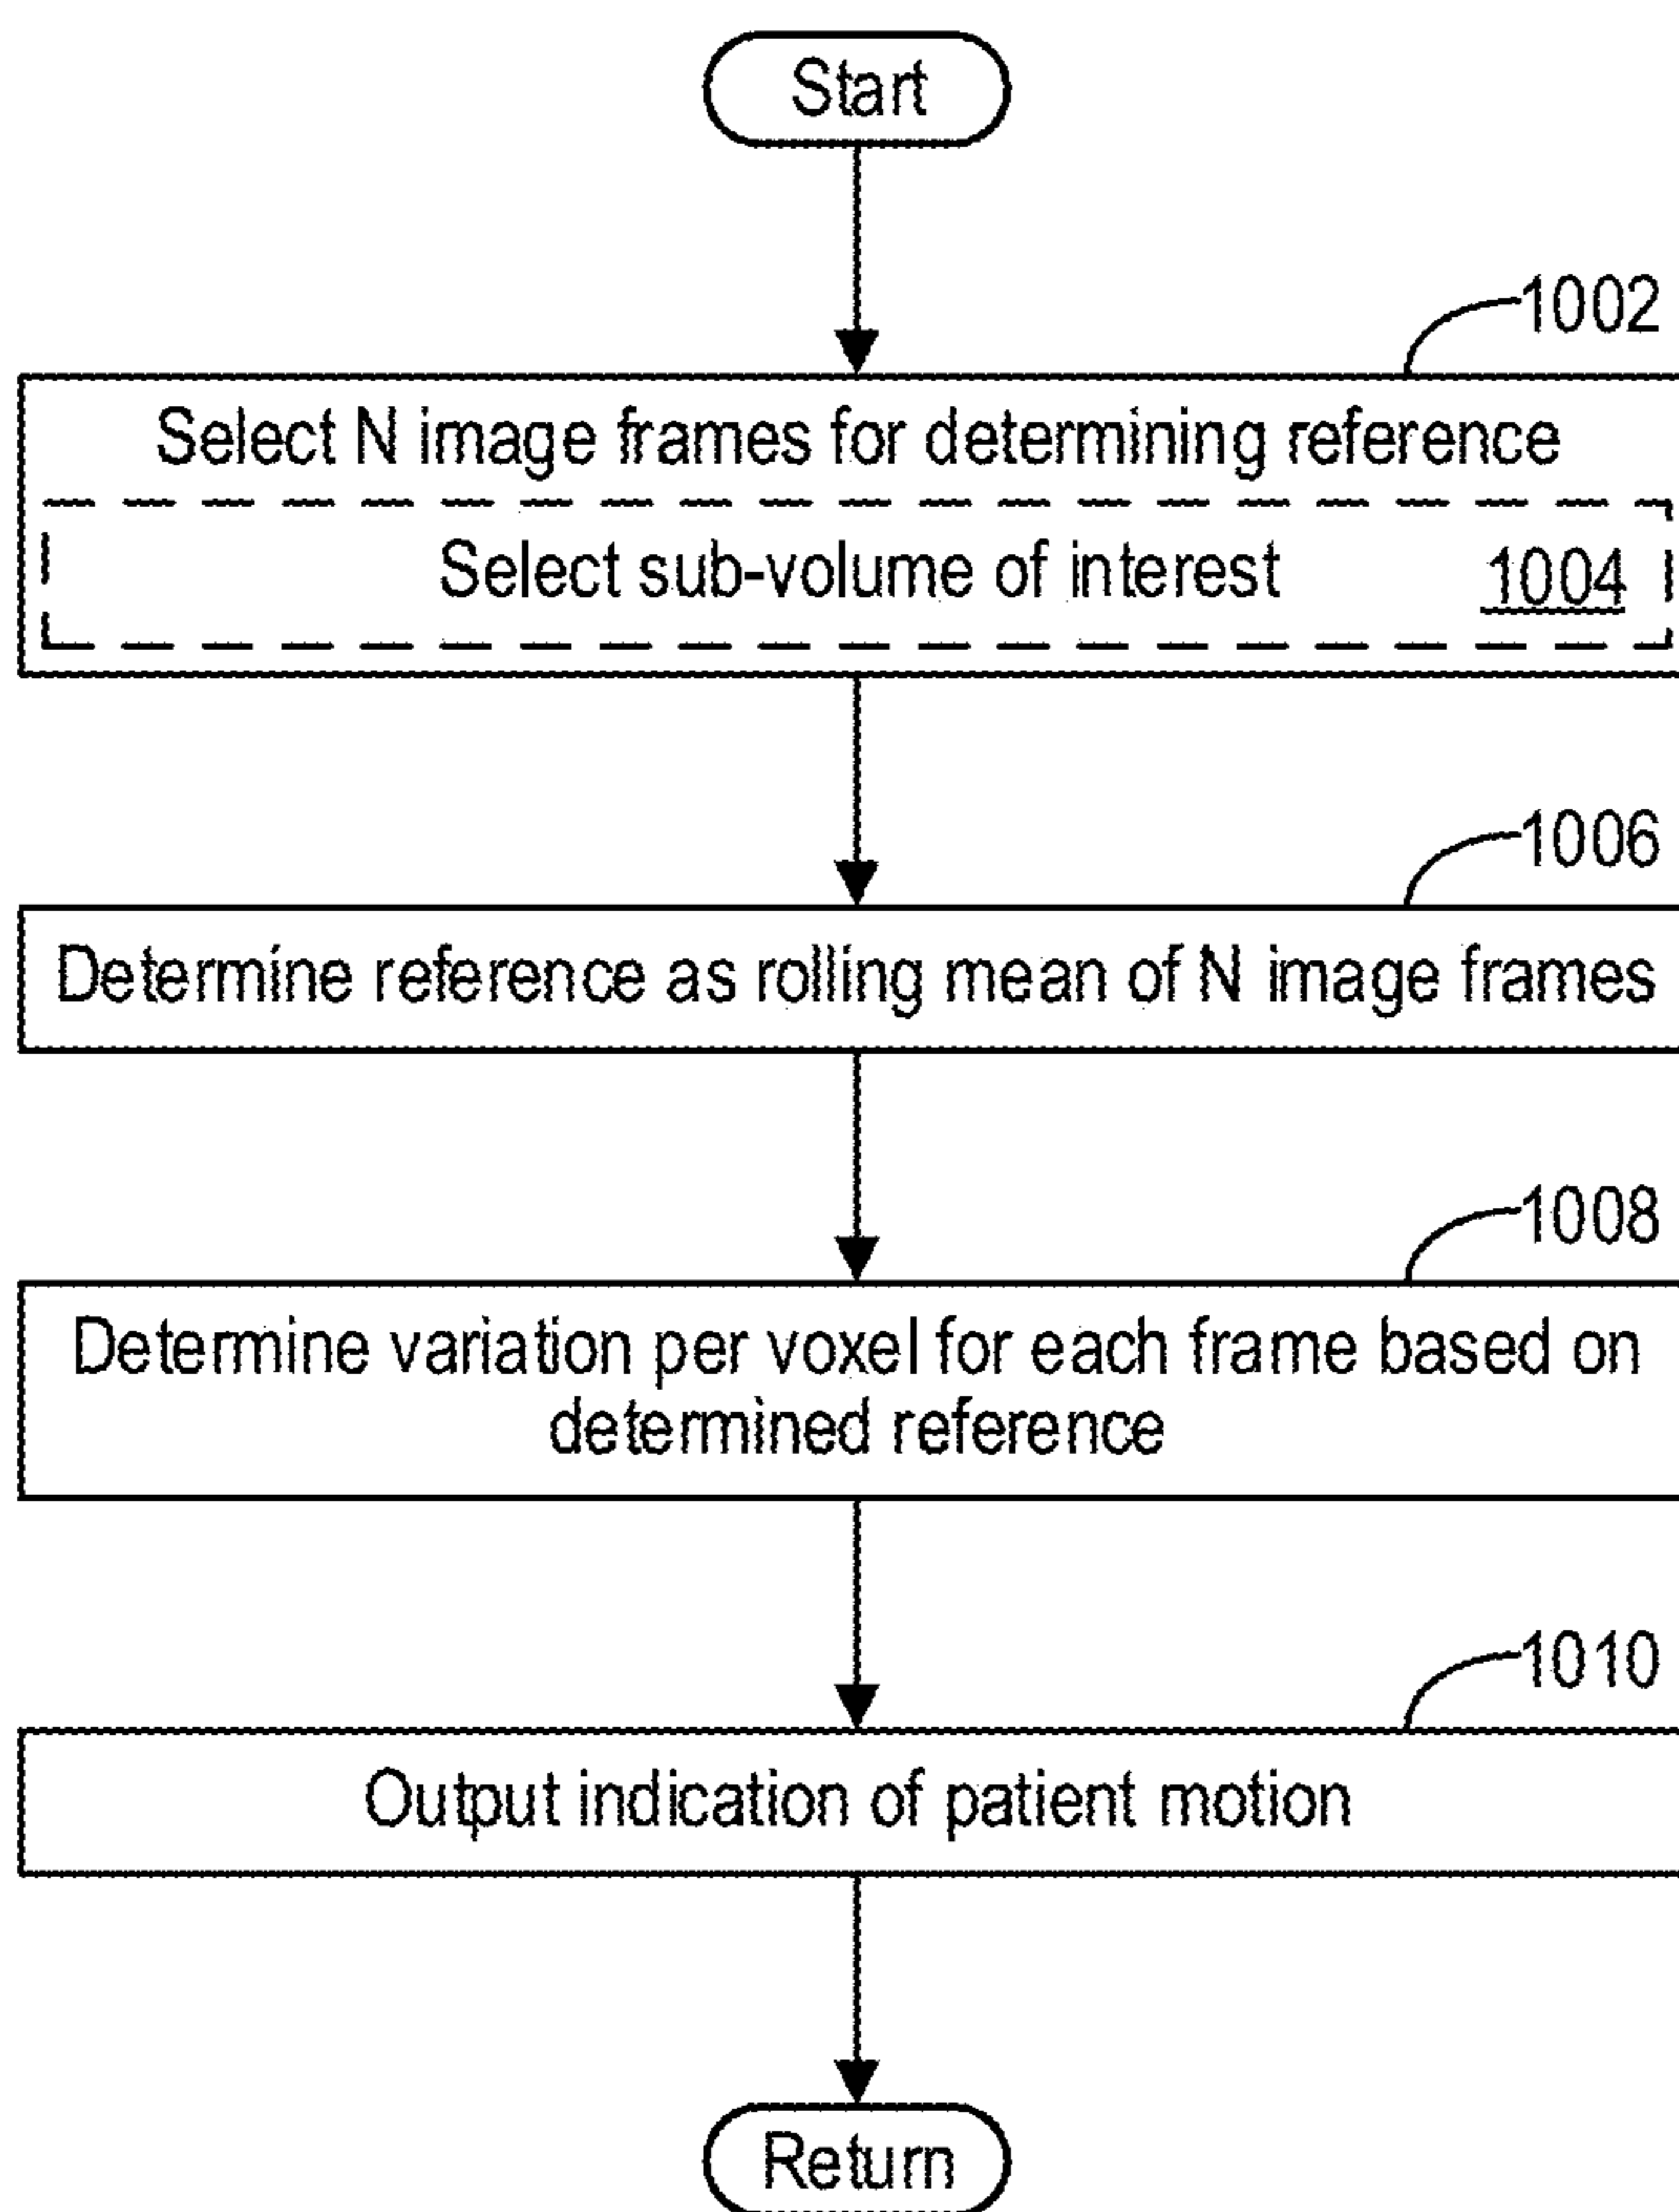 Start
1002
Select N image frames for determining reference
Select sub-volume of interest 1004
1006
Determine reference as rolling mean of N image frames
1008
Determine variation per voxel for each frame based on
determined reference
1010
Output indication of patient motion
Return